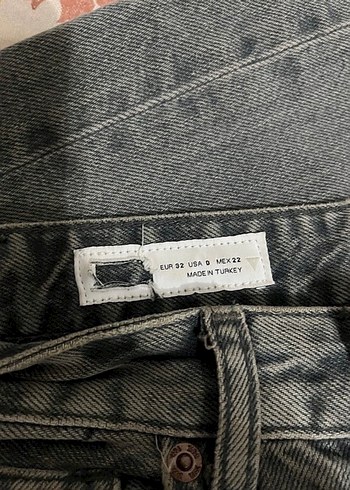 EUR 32 USA 0 MEX 22
MADE IN TURKEY